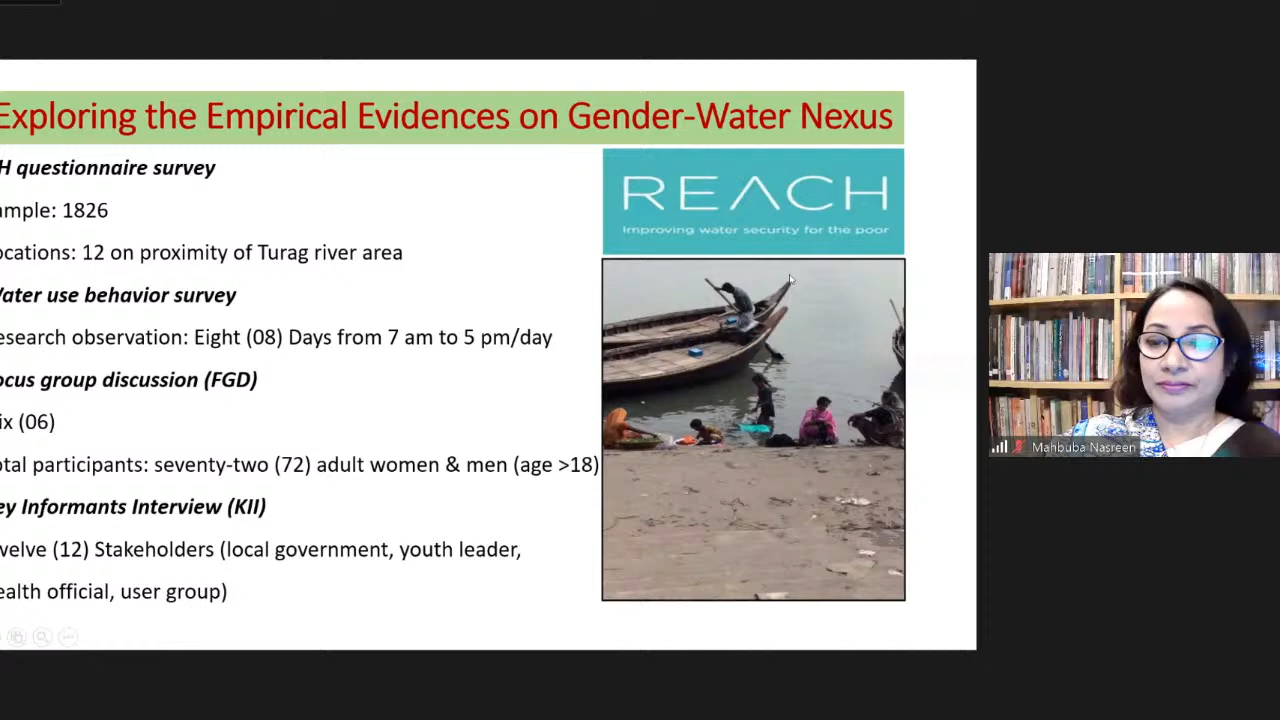 Exploring the Empirical Evidences on Gender-Water Nexus
H questionnaire survey
ample: 1826
ocations: 12 on proximity of Turag river area
Water use behavior survey
esearch observation: Eight (08) Days from 7 am to 5 pm/day
ocus group discussion (FGD)
ix (06)
otal participants: seventy-two (72) adult women & men (age >18)
ey Informants Interview (KII)
welve (12) Stakeholders (local government, youth leader,
ealth official, user group)
REACH
Improving water security for the poor
Mahbuba Nasreen